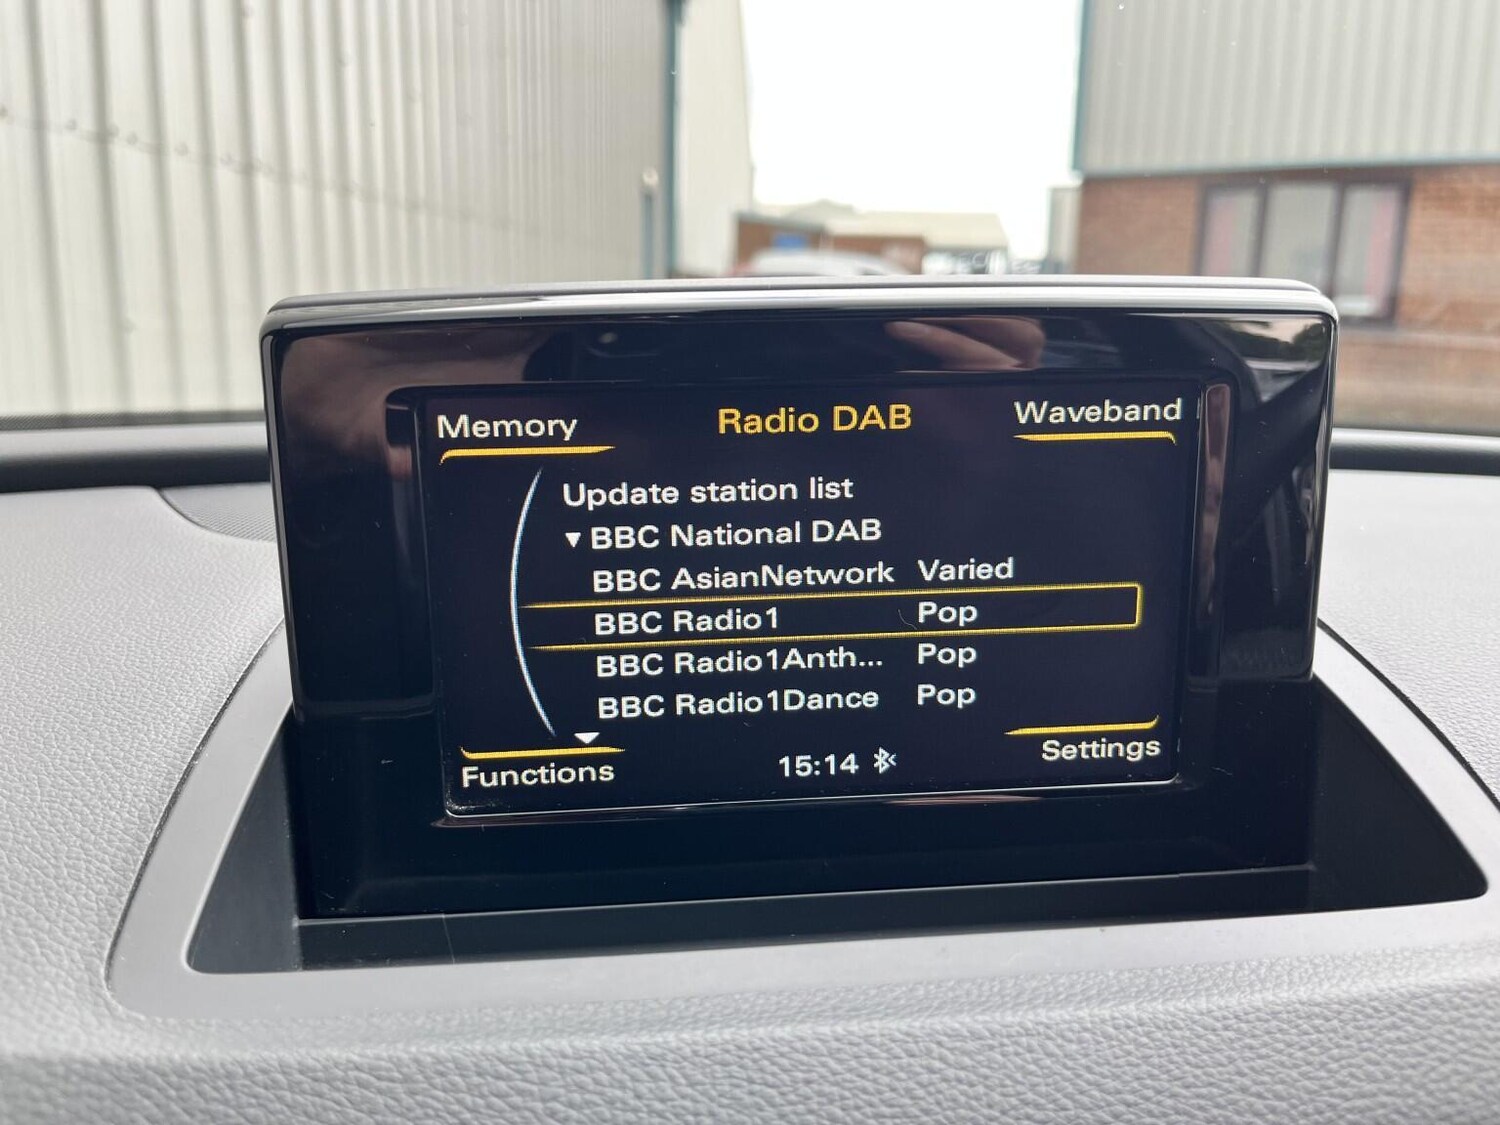 Memory Radio DAB Waveband
Update station list
▼ BBC National DAB
BBC AsianNetwork Varied
BBC Radio1 Pop
BBC Radio1Anth... Pop
BBC Radio1Dance Pop
Functions 15:14 Settings